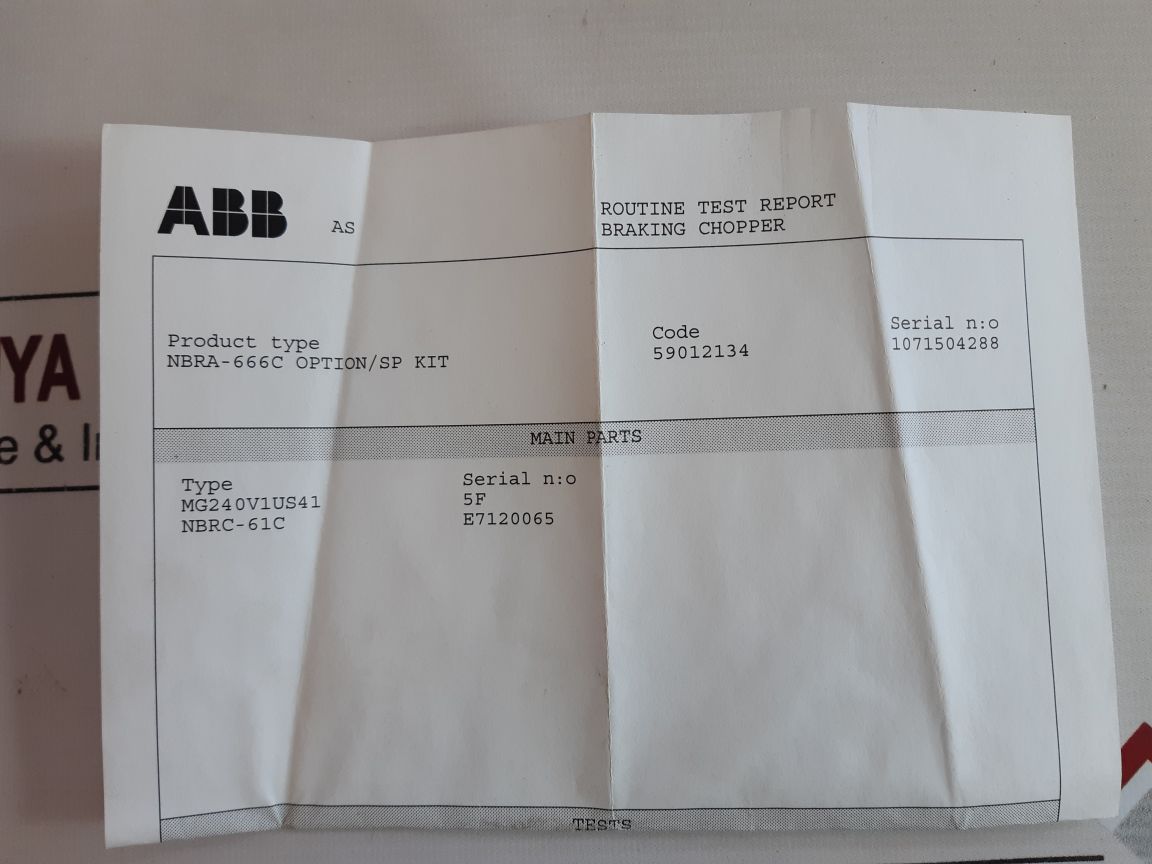 ABB AS
ROUTINE TEST REPORT
BRAKING CHOPPER
Product type
NBRA-666C OPTION/SP KIT
Code
59012134
Serial n:o
1071504288
MAIN PARTS
Type
MG240V1US41
NBRC-61C
Serial n:o
5F
E7120065
TESTS
YA
e &